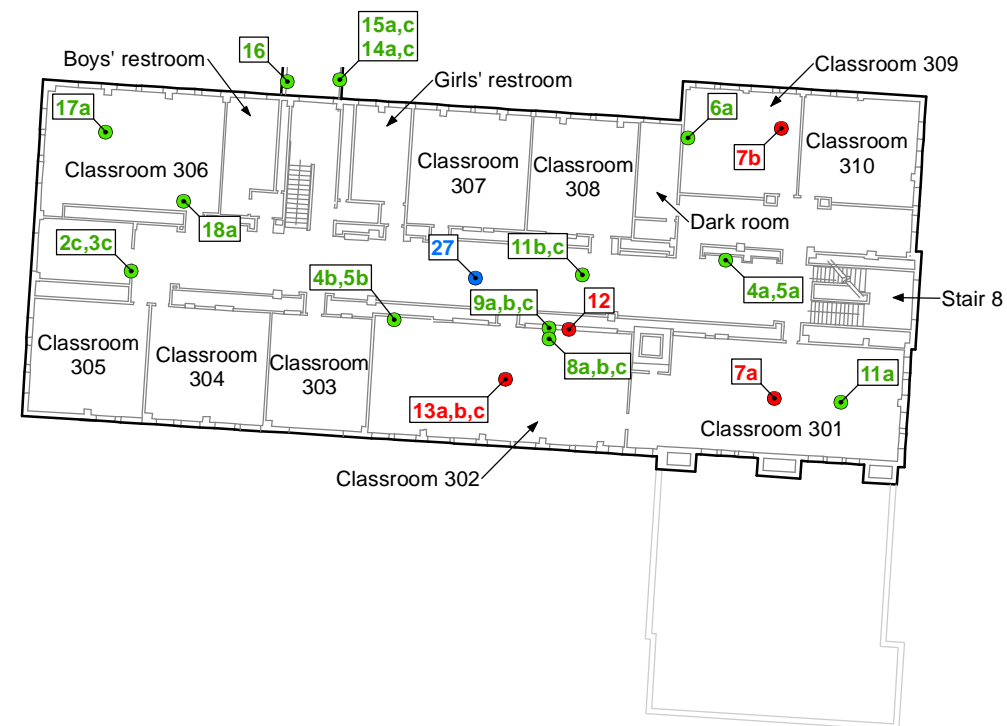 15a,c
14a,c
16
Boys' restroom
Girls' restroom
Classroom 309
17a
6a
7b
Classroom 306
Classroom
307
Classroom
308
Classroom
310
18a
Dark room
2c,3c
27
11b,c
4b,5b
9a,b,c
12
4a,5a
Stair 8
Classroom
305
Classroom
304
Classroom
303
8a,b,c
7a
11a
13a,b,c
Classroom 301
Classroom 302